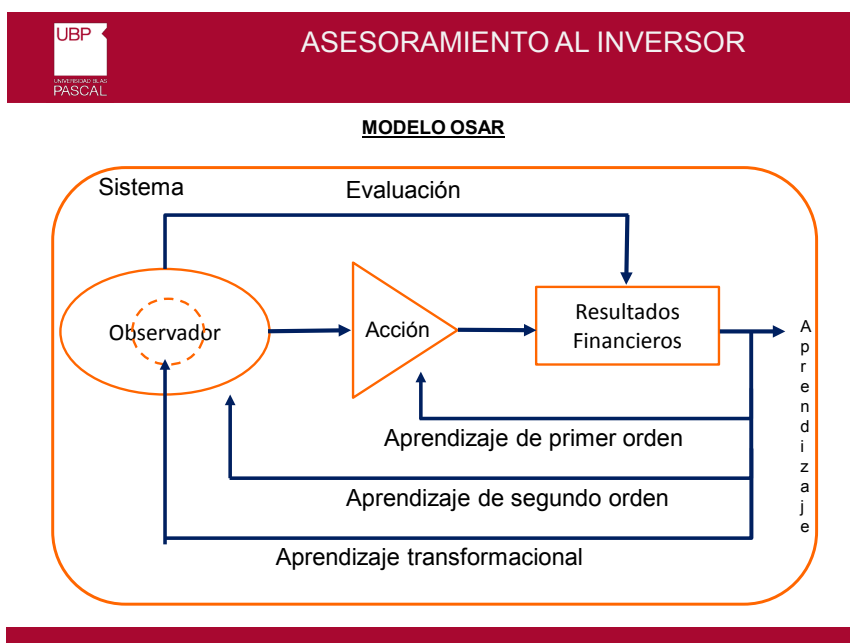 UBP
UNIVERSIDAD BLAS
PASCAL
ASESORAMIENTO AL INVERSOR
MODELO OSAR
Sistema
Evaluación
Observador
Acción
Resultados
Financieros
Aprendizaje
Aprendizaje de primer orden
Aprendizaje de segundo orden
Aprendizaje transformacional